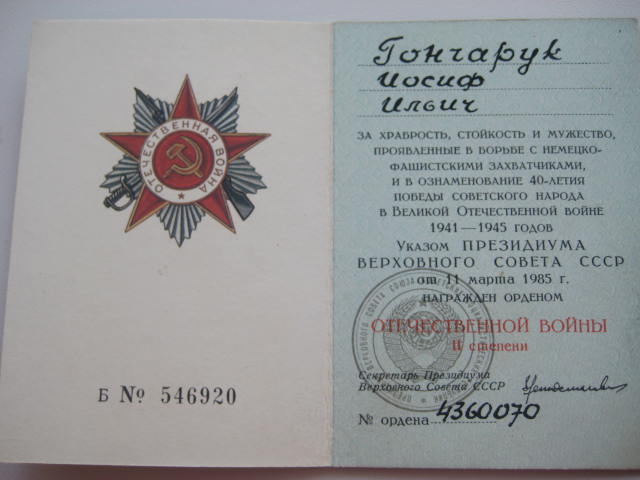 ОТЕЧЕСТВЕННАЯ ВОЙНА
Б № 546920
Гончарук
Иосиф
Ильич
ЗА ХРАБРОСТЬ, СТОЙКОСТЬ И МУЖЕСТВО,
ПРОЯВЛЕННЫЕ В БОРЬБЕ С НЕМЕЦКО-
ФАШИСТСКИМИ ЗАХВАТЧИКАМИ,
И В ОЗНАМЕНОВАНИЕ 40-ЛЕТИЯ
ПОБЕДЫ СОВЕТСКОГО НАРОДА
В ВЕЛИКОЙ ОТЕЧЕСТВЕННОЙ ВОЙНЕ
1941—1945 ГОДОВ
УКАЗОМ ПРЕЗИДИУМА
ВЕРХОВНОГО СОВЕТА СССР
от 11 марта 1985 г.
НАГРАЖДЕН ОРДЕНОМ
ОТЕЧЕСТВЕННОЙ ВОЙНЫ
II степени
Секретарь Президиума
Верховного Совета СССР
№ ордена 4360070